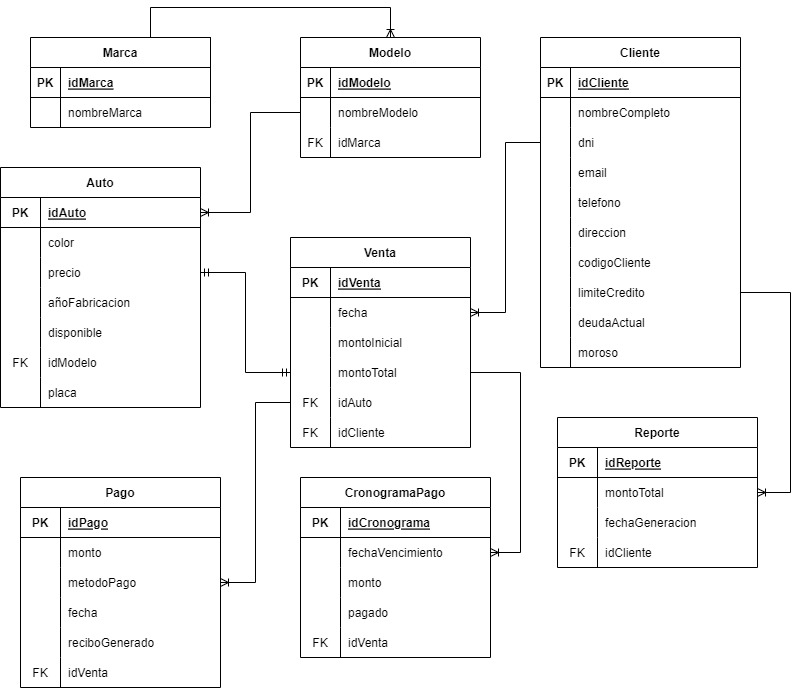 Marca
PK idMarca
nombreMarca
Modelo
PK idModelo
nombreModelo
FK idMarca
Cliente
PK idCliente
nombreCompleto
dni
email
telefono
direccion
codigoCliente
limiteCredito
deudaActual
moroso
Auto
PK idAuto
color
precio
añoFabricacion
disponible
FK idModelo
placa
Venta
PK idVenta
fecha
montoInicial
montoTotal
FK idAuto
FK idCliente
Reporte
PK idReporte
montoTotal
fechaGeneracion
FK idCliente
Pago
PK idPago
monto
metodoPago
fecha
reciboGenerado
FK idVenta
CronogramaPago
PK idCronograma
fechaVencimiento
monto
pagado
FK idVenta